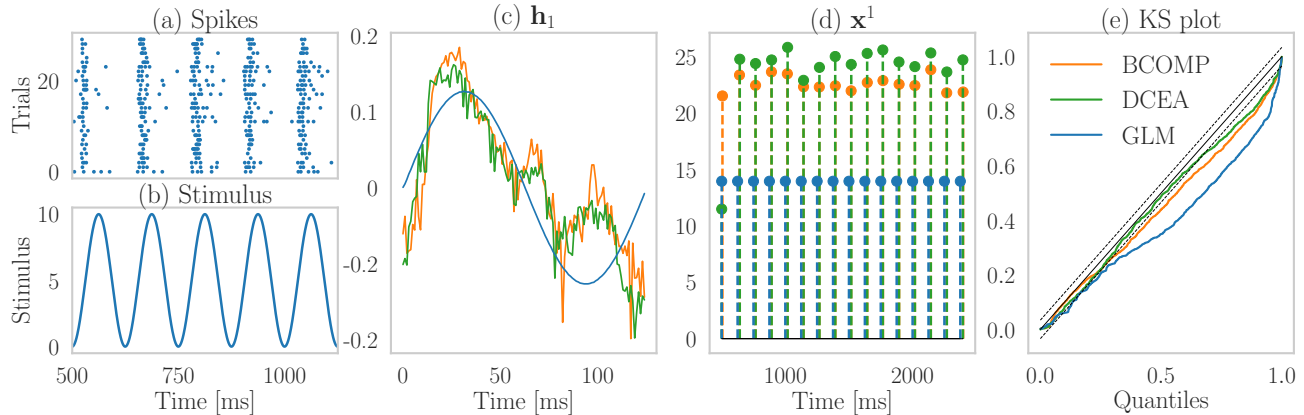 (a) Spikes
Trials
20
0
(b) Stimulus
Stimulus
10
5
0
500
750
1000
Time [ms]
(c) h₁
0.2
0.1
0
-0.2
-0.2
0
50
100
Time [ms]
(d) x¹
25
20
15
10
5
0
1000
2000
Time [ms]
(e) KS plot
BCOMP
DCEA
GLM
1.0
0.8
0.6
0.4
0.2
0.0
0.0
0.5
1.0
Quantiles